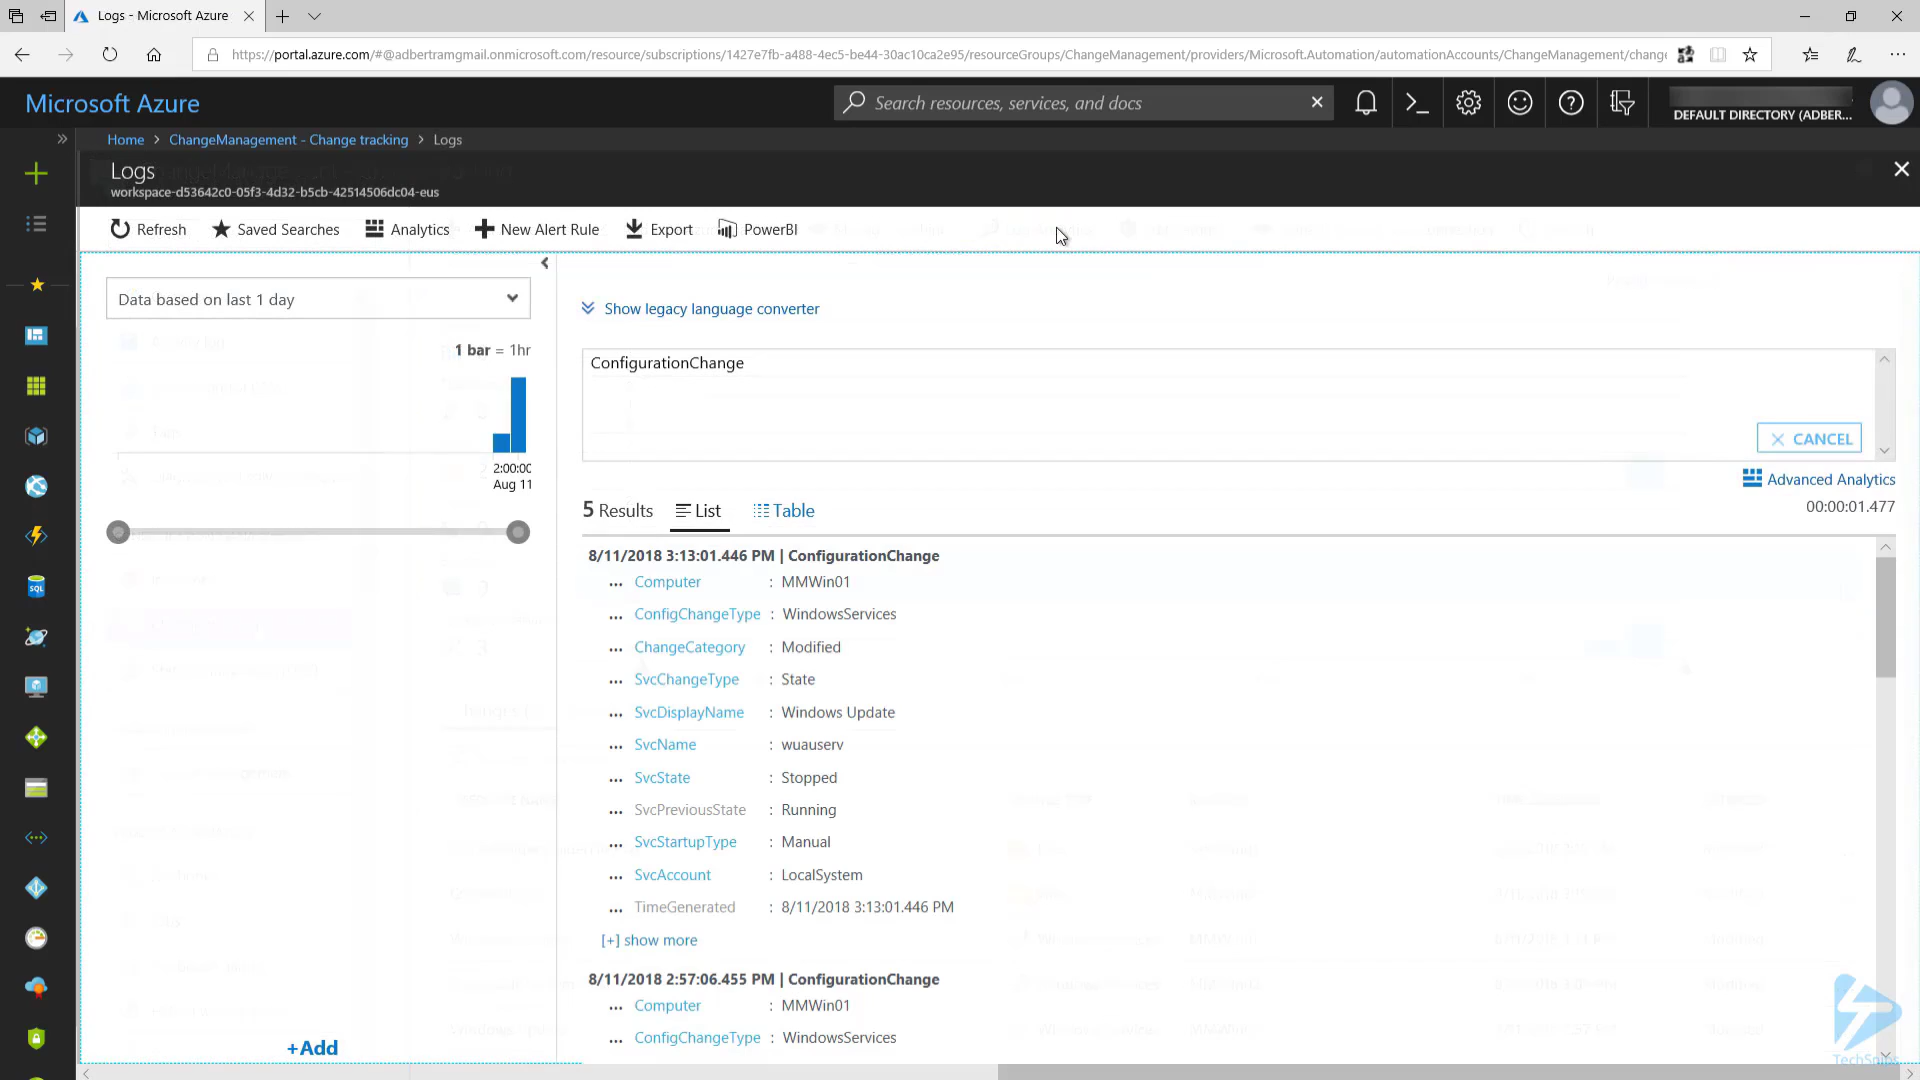 Logs - Microsoft Azure
https://portal.azure.com/#@adbertramgmail.onmicrosoft.com/resource/subscriptions/1427e7fb-a488-4ec5-be44-30ac10ca2e95/resourceGroups/ChangeManagement/providers/Microsoft.Automation/automationAccounts/ChangeManagement/change
Microsoft Azure
Search resources, services, and docs
DEFAULT DIRECTORY (ADBER...
Home > ChangeManagement - Change tracking > Logs
Logs
workspace-d53642c0-05f3-4d32-b5cb-42514506dc04-eus
Refresh Saved Searches Analytics New Alert Rule Export PowerBI
Data based on last 1 day
1 bar = 1hr
2:00:00
Aug 11
+Add
Show legacy language converter
ConfigurationChange
CANCEL
Advanced Analytics
5 Results List Table
00:00:01.477
8/11/2018 3:13:01.446 PM | ConfigurationChange
... Computer : MMWin01
... ConfigChangeType : WindowsServices
... ChangeCategory : Modified
... SvcChangeType : State
... SvcDisplayName : Windows Update
... SvcName : wuauserv
... SvcState : Stopped
... SvcPreviousState : Running
... SvcStartupType : Manual
... SvcAccount : LocalSystem
... TimeGenerated : 8/11/2018 3:13:01.446 PM
[+] show more
8/11/2018 2:57:06.455 PM | ConfigurationChange
... Computer : MMWin01
... ConfigChangeType : WindowsServices
TechSnips